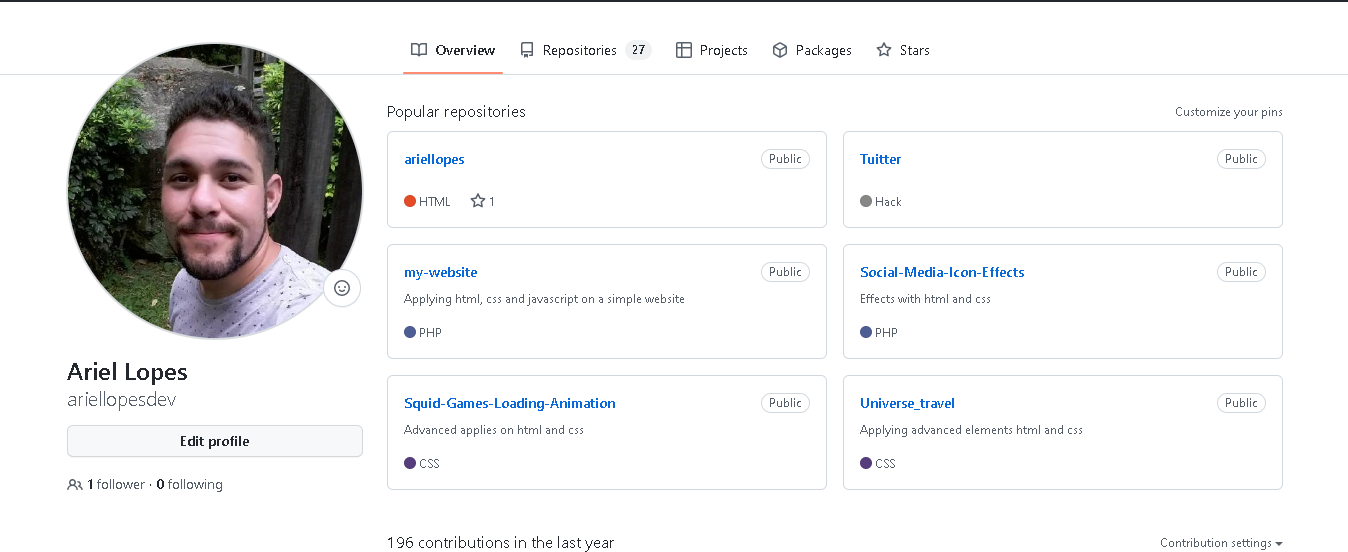 Overview Repositories 27 Projects Packages Stars
Popular repositories Customize your pins
ariellopes Public
HTML 1
Tuitter Public
Hack
my-website Public
Applying html, css and javascript on a simple website
PHP
Social-Media-Icon-Effects Public
Effects with html and css
PHP
Squid-Games-Loading-Animation Public
Advanced applies on html and css
CSS
Universe_travel Public
Applying advanced elements html and css
CSS
Ariel Lopes
ariellopesdev
Edit profile
1 follower · 0 following
196 contributions in the last year Contribution settings